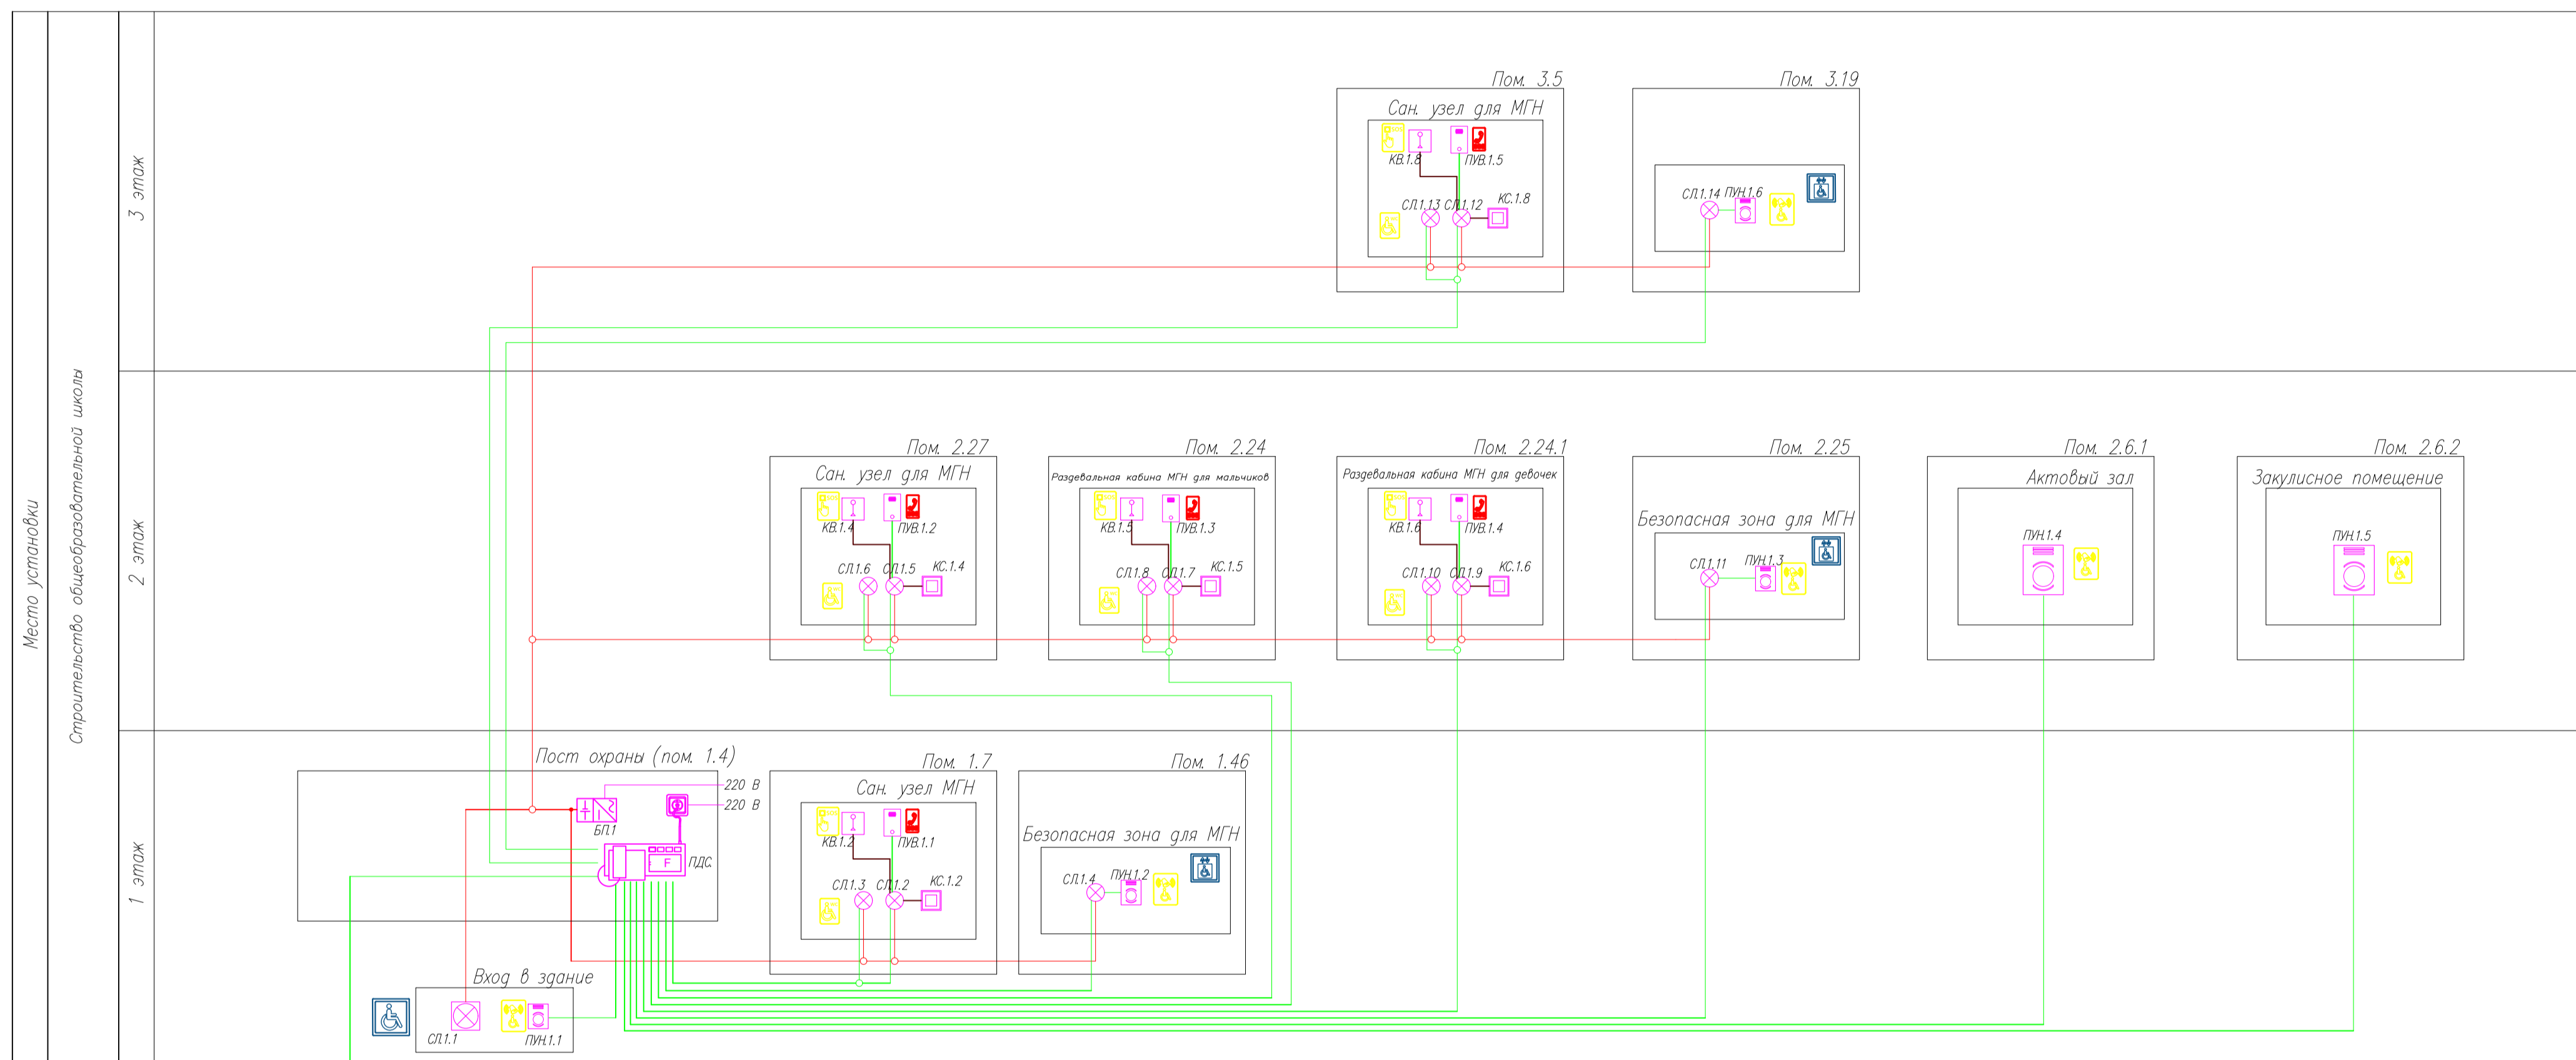 Место установки
Строительство общеобразовательной школы
3 этаж
Пом. 3.5
Сан. узел для МГН
КВ.1.8
ПУВ.1.5
СЛ.1.13
СЛ.1.12
КС.1.8
Пом. 3.19
СЛ.1.14
ПУН.1.6
2 этаж
Пом. 2.27
Сан. узел для МГН
КВ.1.4
ПУВ.1.2
СЛ.1.6
СЛ.1.5
КС.1.4
Пом. 2.24
Раздевальная кабина МГН для мальчиков
КВ.1.5
ПУВ.1.3
СЛ.1.8
СЛ.1.7
КС.1.5
Пом. 2.24.1
Раздевальная кабина МГН для девочек
КВ.1.6
ПУВ.1.4
СЛ.1.10
СЛ.1.9
КС.1.6
Пом. 2.25
Безопасная зона для МГН
СЛ.1.11
ПУН.1.3
Пом. 2.6.1
Актовый зал
ПУН.1.4
Пом. 2.6.2
Закулисное помещение
ПУН.1.5
1 этаж
Пост охраны (пом. 1.4)
220 В
220 В
БП.1
F
ПДС
Пом. 1.7
Сан. узел МГН
КВ.1.2
ПУВ.1.1
СЛ.1.3
СЛ.1.2
КС.1.2
Пом. 1.46
Безопасная зона для МГН
СЛ.1.4
ПУН.1.2
Вход в здание
СЛ.1.1
ПУН.1.1